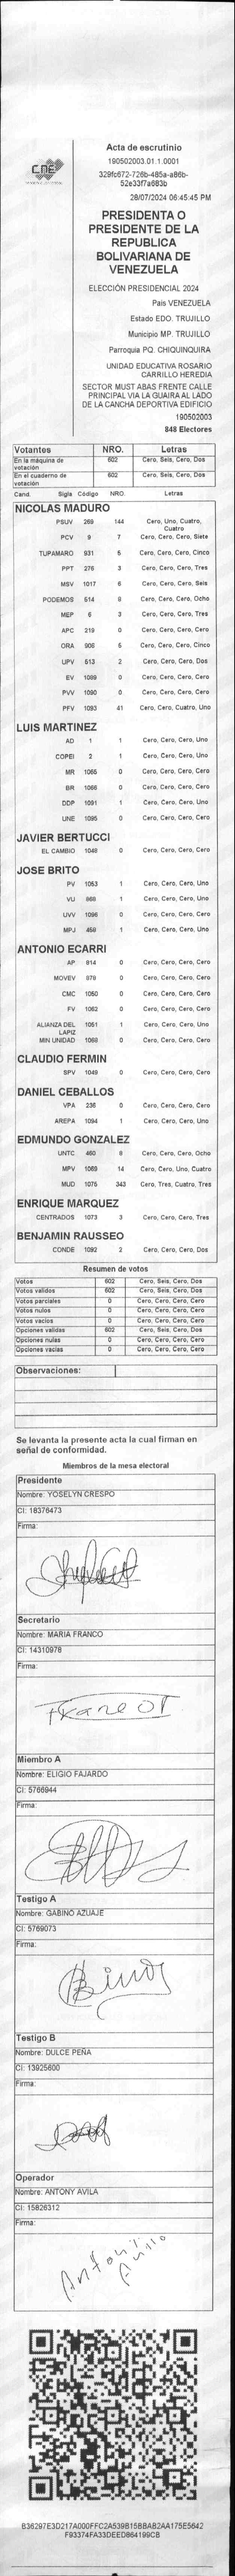 CNE
Acta de escrutinio
190502003.01.1.0001
329fc672-726b-485a-a86b-
52e33f7a683b
28/07/2024 06:45:45 PM
PRESIDENTA O
PRESIDENTE DE LA
REPUBLICA
BOLIVARIANA DE
VENEZUELA
ELECCIÓN PRESIDENCIAL 2024
País VENEZUELA
Estado EDO. TRUJILLO
Municipio MP. TRUJILLO
Parroquia PQ. CHIQUINQUIRA
UNIDAD EDUCATIVA ROSARIO
CARRILLO HEREDIA
SECTOR MUST ABAS FRENTE CALLE
PRINCIPAL VIA LA GUAIRA AL LADO
DE LA CANCHA DEPORTIVA EDIFICIO
190502003
848 Electores
Votantes NRO. Letras
En la máquina de votación 602 Cero, Seis, Cero, Dos
En el cuaderno de votación 602 Cero, Seis, Cero, Dos
Cand. Sigla Código NRO. Letras
NICOLAS MADURO
PSUV 269 144 Cero, Uno, Cuatro, Cuatro
PCV 9 7 Cero, Cero, Cero, Siete
TUPAMARO 931 5 Cero, Cero, Cero, Cinco
PPT 276 3 Cero, Cero, Cero, Tres
MSV 1017 6 Cero, Cero, Cero, Seis
PODEMOS 514 8 Cero, Cero, Cero, Ocho
MEP 6 3 Cero, Cero, Cero, Tres
APC 219 0 Cero, Cero, Cero, Cero
ORA 906 5 Cero, Cero, Cero, Cinco
UPV 513 2 Cero, Cero, Cero, Dos
EV 1089 0 Cero, Cero, Cero, Cero
PVV 1090 0 Cero, Cero, Cero, Cero
PFV 1093 41 Cero, Cero, Cuatro, Uno
LUIS MARTINEZ
AD 1 1 Cero, Cero, Cero, Uno
COPEI 2 1 Cero, Cero, Cero, Uno
MR 1065 0 Cero, Cero, Cero, Cero
BR 1066 0 Cero, Cero, Cero, Cero
DDP 1091 1 Cero, Cero, Cero, Uno
UNE 1095 0 Cero, Cero, Cero, Cero
JAVIER BERTUCCI
EL CAMBIO 1048 0 Cero, Cero, Cero, Cero
JOSE BRITO
PV 1053 1 Cero, Cero, Cero, Uno
VU 868 1 Cero, Cero, Cero, Uno
UVV 1096 0 Cero, Cero, Cero, Cero
MPJ 458 1 Cero, Cero, Cero, Uno
ANTONIO ECARRI
AP 814 0 Cero, Cero, Cero, Cero
MOVEV 978 0 Cero, Cero, Cero, Cero
CMC 1050 0 Cero, Cero, Cero, Cero
FV 1062 0 Cero, Cero, Cero, Cero
ALIANZA DEL LAPIZ 1051 1 Cero, Cero, Cero, Uno
MIN UNIDAD 1068 0 Cero, Cero, Cero, Cero
CLAUDIO FERMIN
SPV 1049 0 Cero, Cero, Cero, Cero
DANIEL CEBALLOS
VPA 236 0 Cero, Cero, Cero, Cero
AREPA 1094 1 Cero, Cero, Cero, Uno
EDMUNDO GONZALEZ
UNTC 460 8 Cero, Cero, Cero, Ocho
MPV 1069 14 Cero, Cero, Uno, Cuatro
MUD 1075 343 Cero, Tres, Cuatro, Tres
ENRIQUE MARQUEZ
CENTRADOS 1073 3 Cero, Cero, Cero, Tres
BENJAMIN RAUSSEO
CONDE 1092 2 Cero, Cero, Cero, Dos
Resumen de votos
Votos 602 Cero, Seis, Cero, Dos
Votos validos 602 Cero, Seis, Cero, Dos
Votos parciales 0 Cero, Cero, Cero, Cero
Votos nulos 0 Cero, Cero, Cero, Cero
Votos vacios 0 Cero, Cero, Cero, Cero
Opciones validas 602 Cero, Seis, Cero, Dos
Opciones nulas 0 Cero, Cero, Cero, Cero
Opciones vacias 0 Cero, Cero, Cero, Cero
Observaciones:
Se levanta la presente acta la cual firman en
señal de conformidad.
Miembros de la mesa electoral
Presidente
Nombre: YOSELYN CRESPO
CI: 18376473
Firma:
Secretario
Nombre: MARIA FRANCO
CI: 14310978
Firma:
Miembro A
Nombre: ELIGIO FAJARDO
CI: 5766944
Firma:
Testigo A
Nombre: GABINO AZUAJE
CI: 5769073
Firma:
Testigo B
Nombre: DULCE PEÑA
CI: 13925600
Firma:
Operador
Nombre: ANTONY AVILA
CI: 15826312
Firma:
B36297E3D217A000FFC2A539B15BBAB2AA175E5642
F93374FA33DEED864199CB